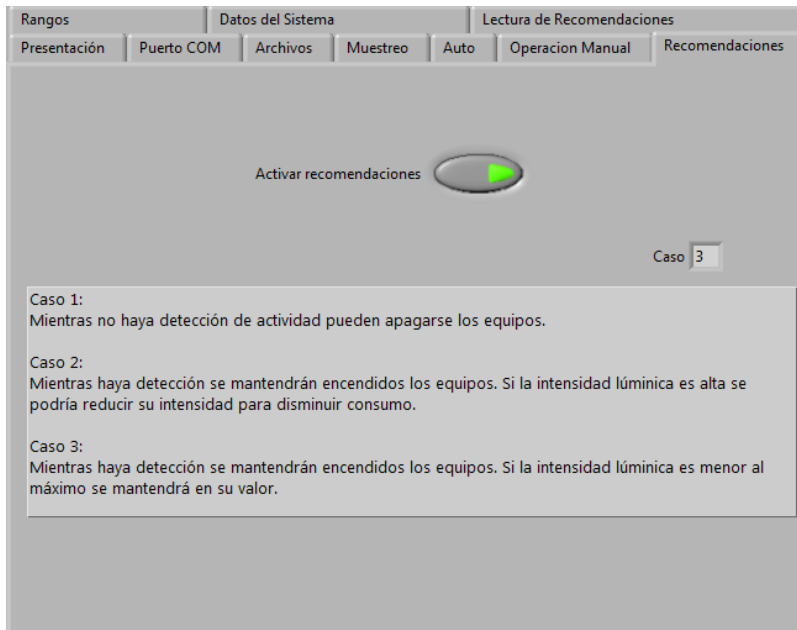 Rangos Datos del Sistema Lectura de Recomendaciones
Presentación Puerto COM Archivos Muestreo Auto Operacion Manual Recomendaciones
Activar recomendaciones
Caso 3
Caso 1:
Mientras no haya detección de actividad pueden apagarse los equipos.
Caso 2:
Mientras haya detección se mantendrán encendidos los equipos. Si la intensidad lúminica es alta se
podría reducir su intensidad para disminuir consumo.
Caso 3:
Mientras haya detección se mantendrán encendidos los equipos. Si la intensidad lúminica es menor al
máximo se mantendrá en su valor.